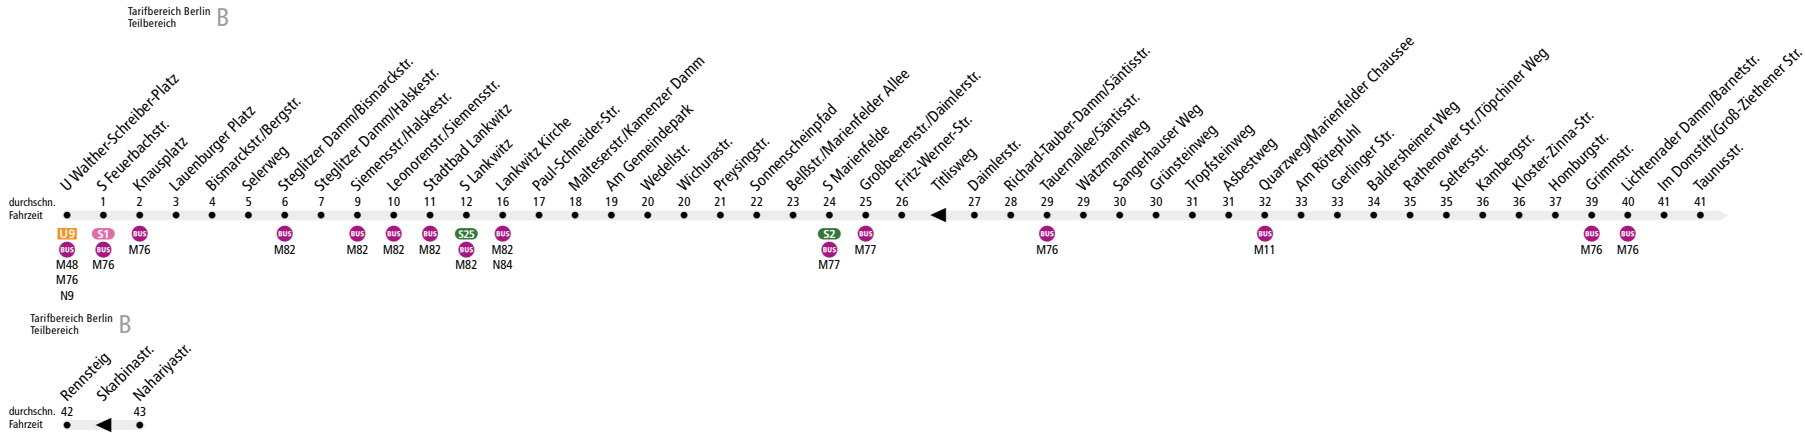 Tarifbereich Berlin
Teilbereich B
U Walther-Schreiber-Platz
S Feuerbachstr.
Knausplatz
Lauenburger Platz
Bismarckstr./Bergstr.
Selerweg
Steglitzer Damm/Bismarckstr.
Steglitzer Damm/Halskestr.
Siemensstr./Halskestr.
Leonorenstr./Siemensstr.
Stadtbad Lankwitz
S Lankwitz
Lankwitz Kirche
Paul-Schneider-Str.
Malteserstr./Kamenzer Damm
Am Gemeindepark
Wedellstr.
Wichurastr.
Preysingstr.
Sonnenscheinpfad
Belßstr./Marienfelder Allee
S Marienfelde
Großbeerenstr./Daimlerstr.
Fritz-Werner-Str.
Titlisweg
Daimlerstr.
Richard-Tauber-Damm/Säntisstr.
Tauernallee/Säntisstr.
Watzmannweg
Sangerhauser Weg
Grünsteinweg
Tropfsteinweg
Asbestweg
Quarzweg/Marienfelder Chaussee
Am Rötepfuhl
Gerlinger Str.
Baldersheimer Weg
Rathenower Str./Töpchiner Weg
Selterstr.
Kambergstr.
Kloster-Zinna-Str.
Homburgstr.
Grimmstr.
Lichtenrader Damm/Barnetstr.
Im Domstift/Groß-Ziethener Str.
Taunusstr.
durchschn. 1 2 3 4 5 6 7 9 10 11 12 16 17 18 19 20 20 21 22 23 24 25 26 27 28 29 29 30 30 31 31 32 33 33 34 35 35 36 36 37 39 40 41 41
Fahrzeit
U9 S1 BUS BUS BUS BUS BUS S25 BUS S2 BUS BUS BUS BUS BUS
BUS BUS M76 M82 M82 M82 M82 BUS M82 BUS M77 M76 M11 M76 M76
M48 M76 M82 N84 M77
M76
N9
Tarifbereich Berlin
Teilbereich B
Rennsteig
Skarbinastr.
Nahariyastr.
durchschn. 42 43
Fahrzeit